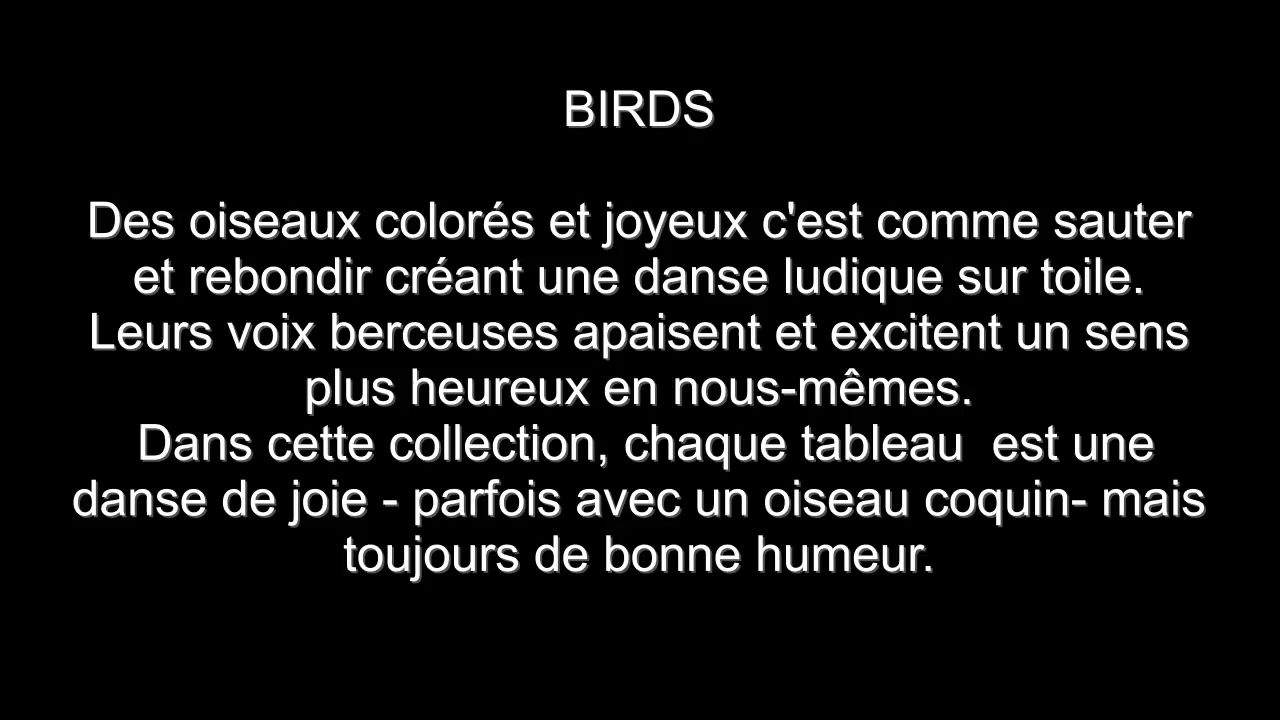 BIRDS
Des oiseaux colorés et joyeux c'est comme sauter
et rebondir créant une danse ludique sur toile.
Leurs voix berceuses apaisent et excitent un sens
plus heureux en nous-mêmes.
Dans cette collection, chaque tableau  est une
danse de joie - parfois avec un oiseau coquin- mais
toujours de bonne humeur.